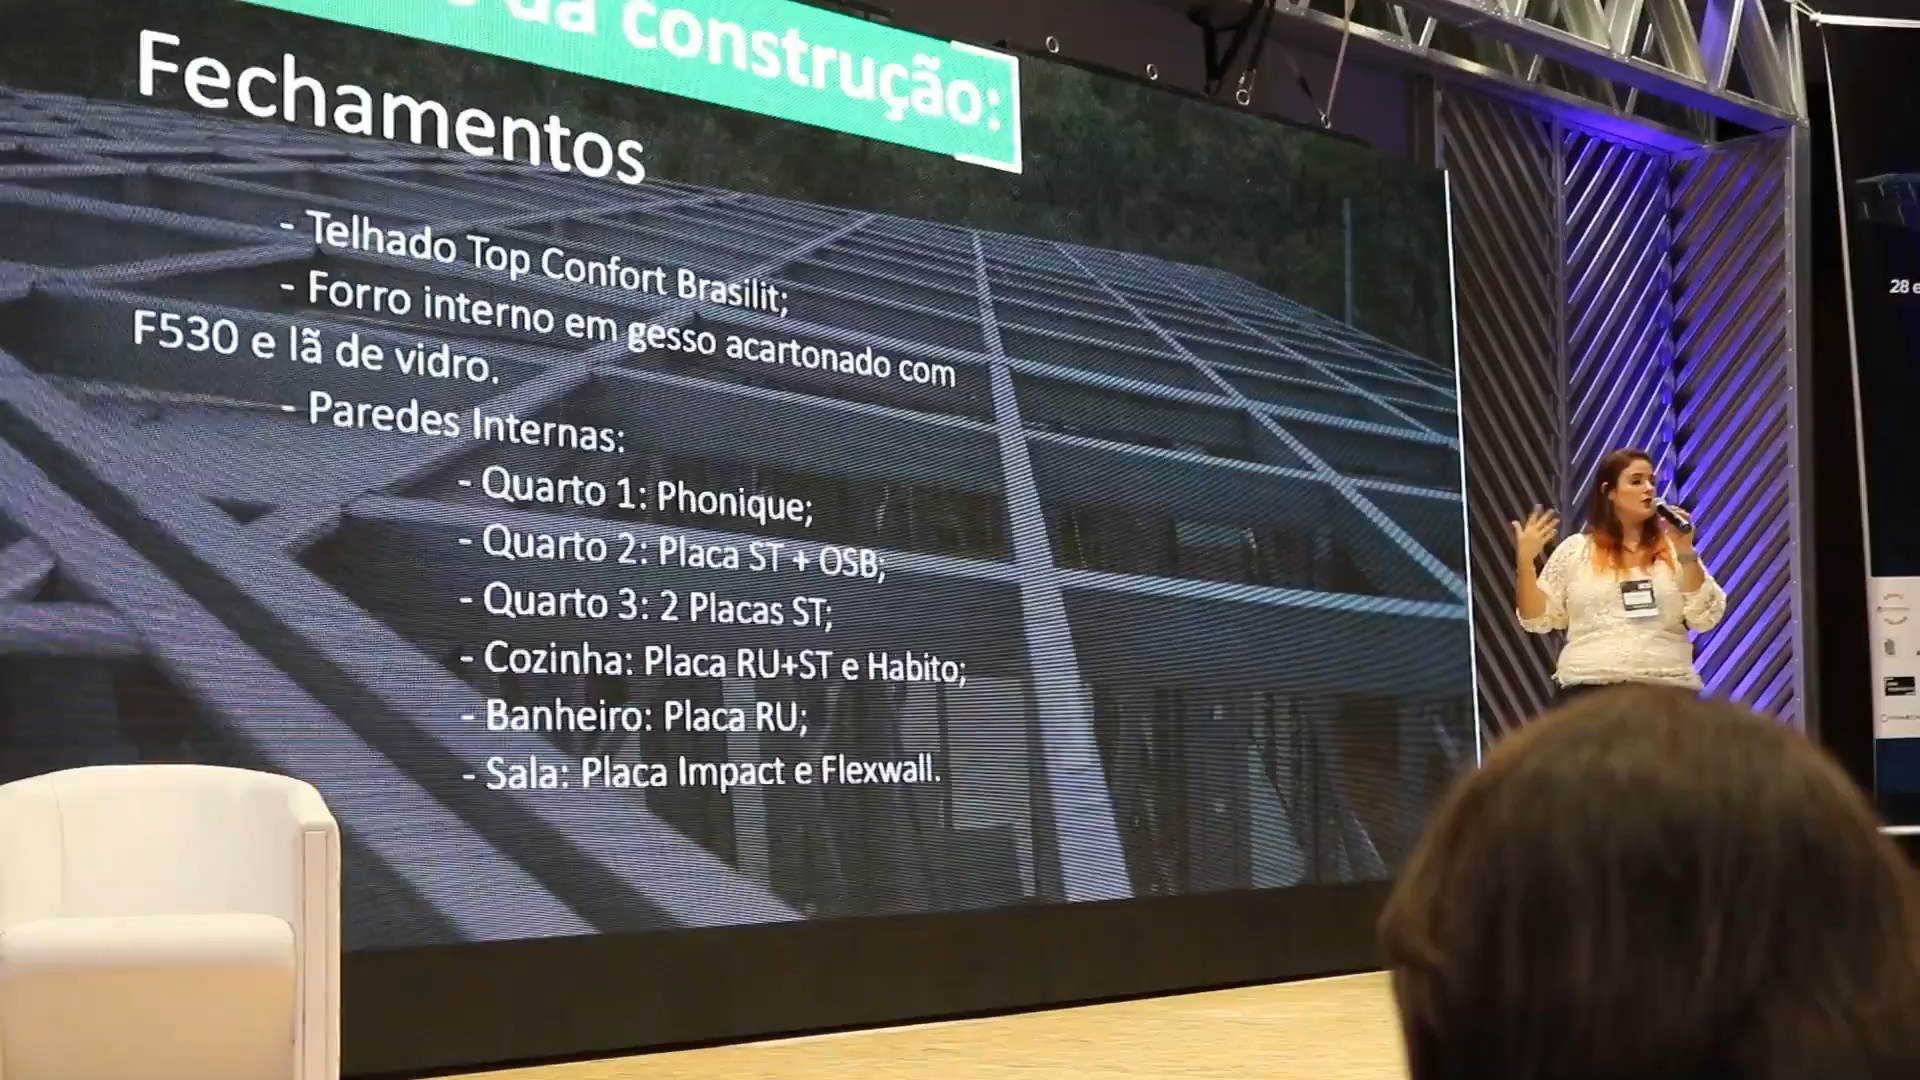 da construção:
Fechamentos
- Telhado Top Confort Brasilit;
- Forro interno em gesso acartonado com
F530 e lã de vidro.
- Paredes Internas:
- Quarto 1: Phonique;
- Quarto 2: Placa ST + OSB;
- Quarto 3: 2 Placas ST;
- Cozinha: Placa RU+ST e Habito;
- Banheiro: Placa RU;
- Sala: Placa Impact e Flexwall.
28 e